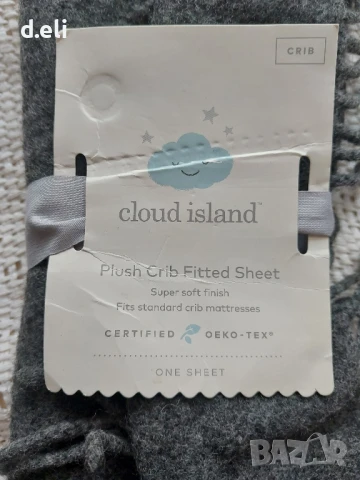 d.eli
CRIB
cloud island™
Plush Crib Fitted Sheet
Super soft finish
Fits standard crib mattresses
CERTIFIED OEKO-TEX®
ONE SHEET
BAZAR